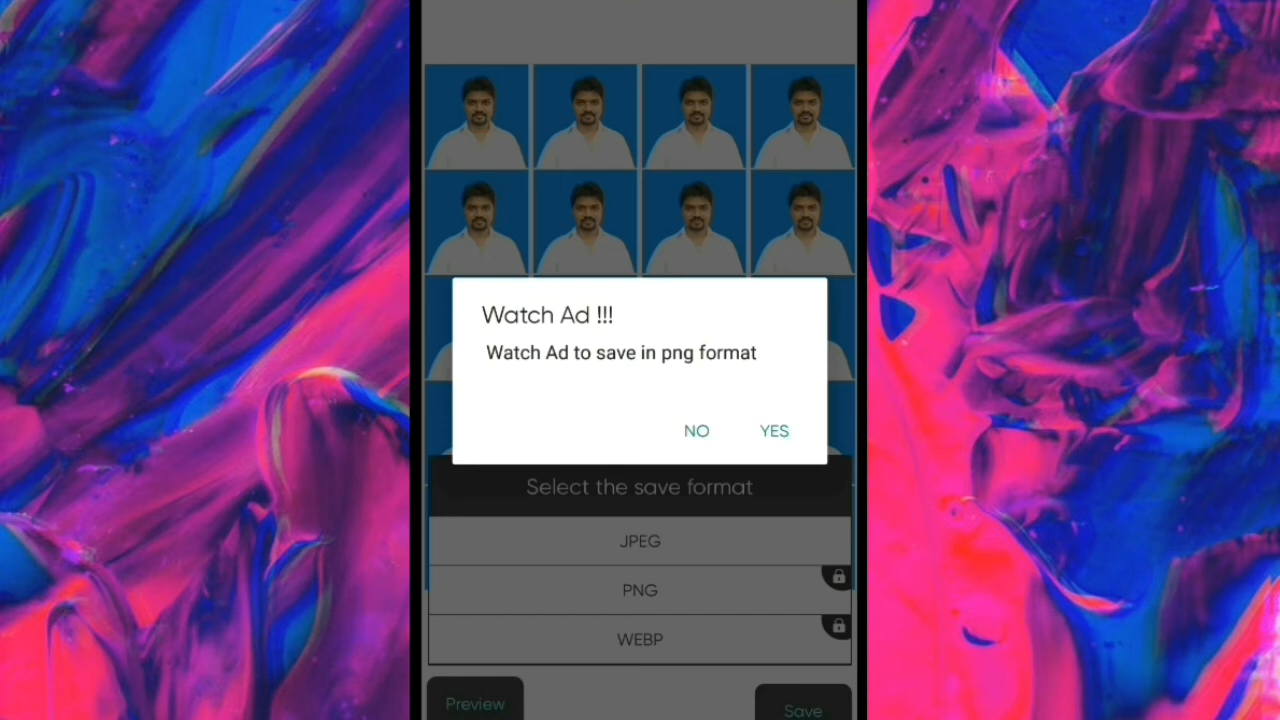 Watch Ad !!!
Watch Ad to save in png format
NO YES
Select the save format
JPEG
PNG
WEBP
Preview
Save